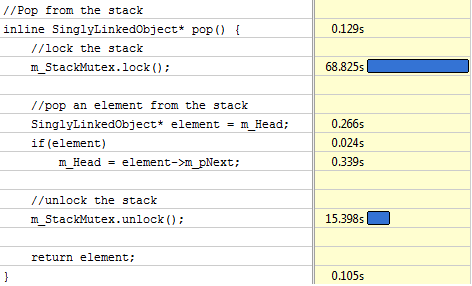 //Pop from the stack
inline SinglyLinkedObject* pop() { 0.129s
//lock the stack
m_StackMutex.lock(); 68.825s
//pop an element from the stack
SinglyLinkedObject* element = m_Head; 0.266s
if(element) 0.024s
m_Head = element->m_pNext; 0.339s
//unlock the stack
m_StackMutex.unlock(); 15.398s
return element;
} 0.105s